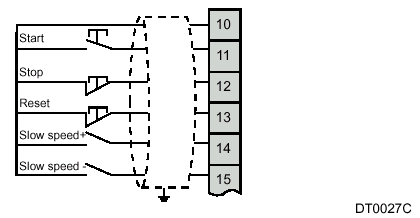 10
Start
11
Stop
12
Reset
13
Slow speed+
14
Slow speed -
15
DT0027C